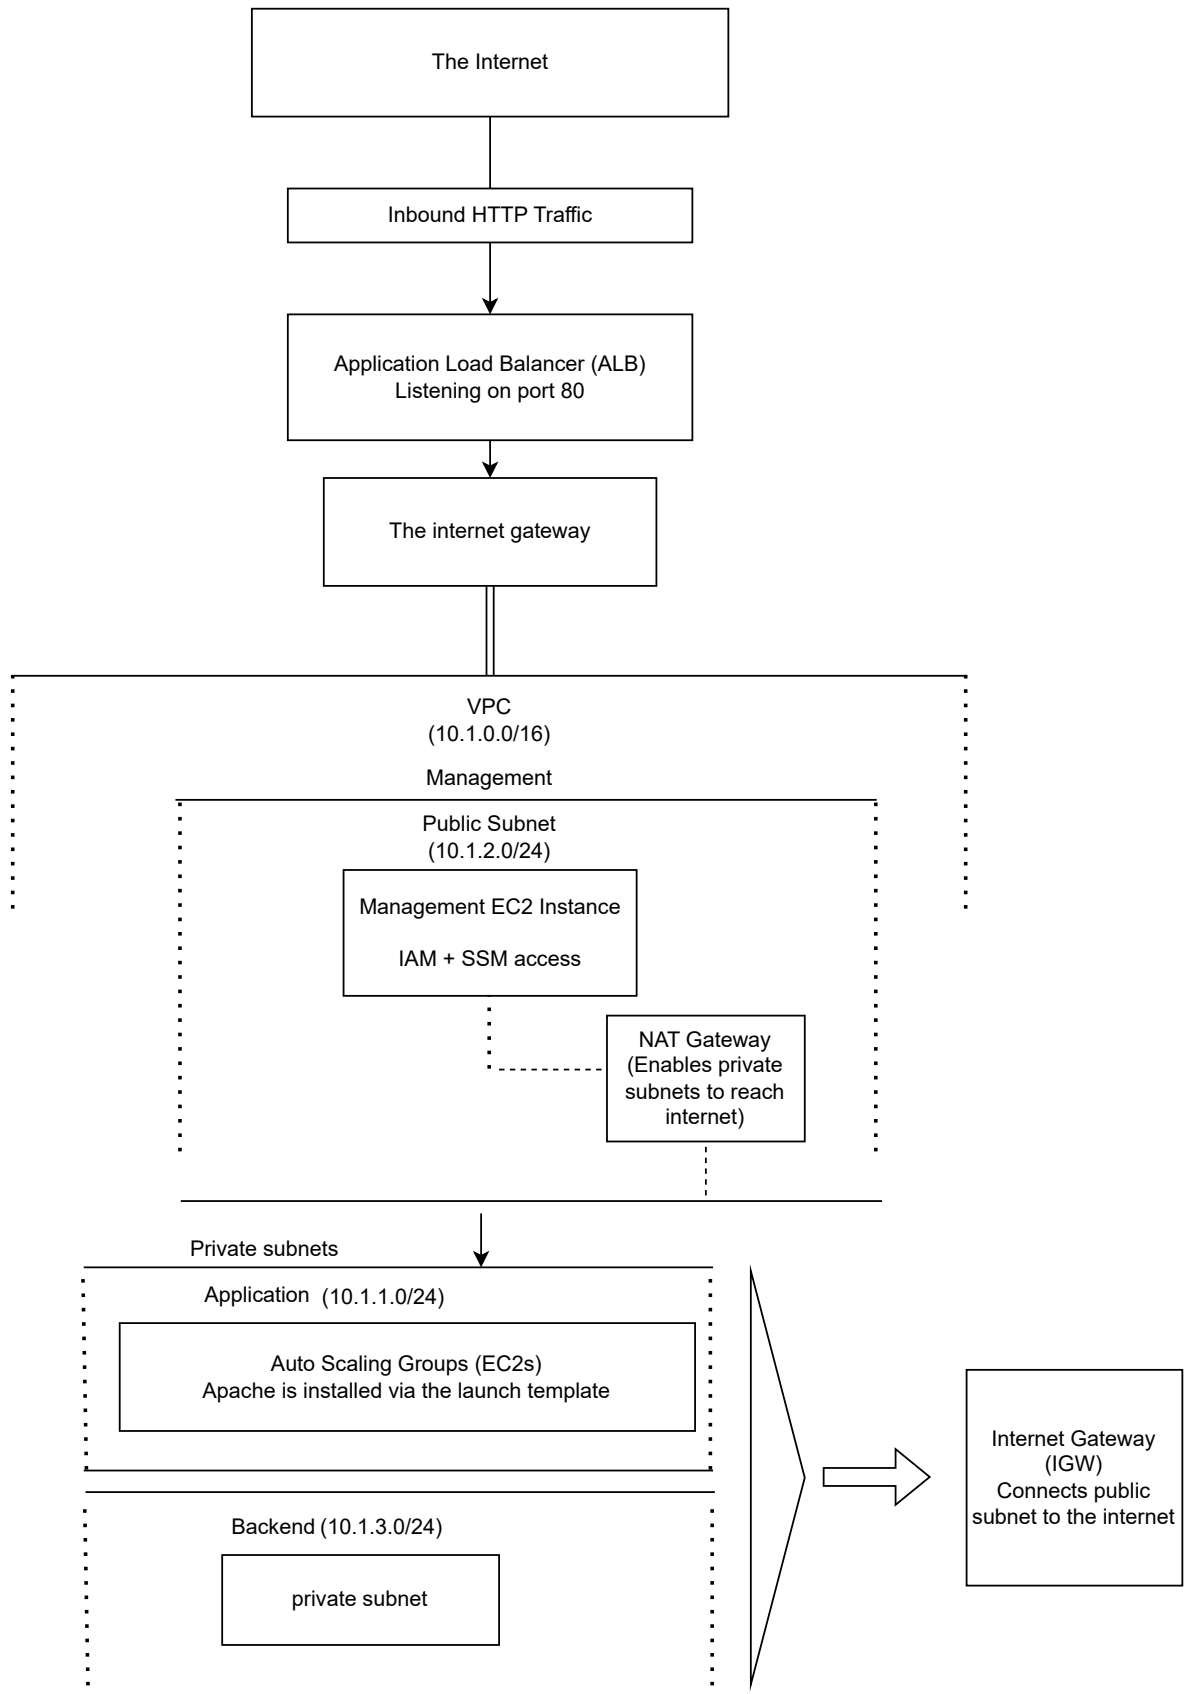 The Internet
Inbound HTTP Traffic
Application Load Balancer (ALB)
Listening on port 80
The internet gateway
VPC
(10.1.0.0/16)
Management
Public Subnet
(10.1.2.0/24)
Management EC2 Instance
IAM + SSM access
NAT Gateway
(Enables private
subnets to reach
internet)
Private subnets
Application (10.1.1.0/24)
Auto Scaling Groups (EC2s)
Apache is installed via the launch template
Internet Gateway
(IGW)
Connects public
subnet to the internet
Backend (10.1.3.0/24)
private subnet